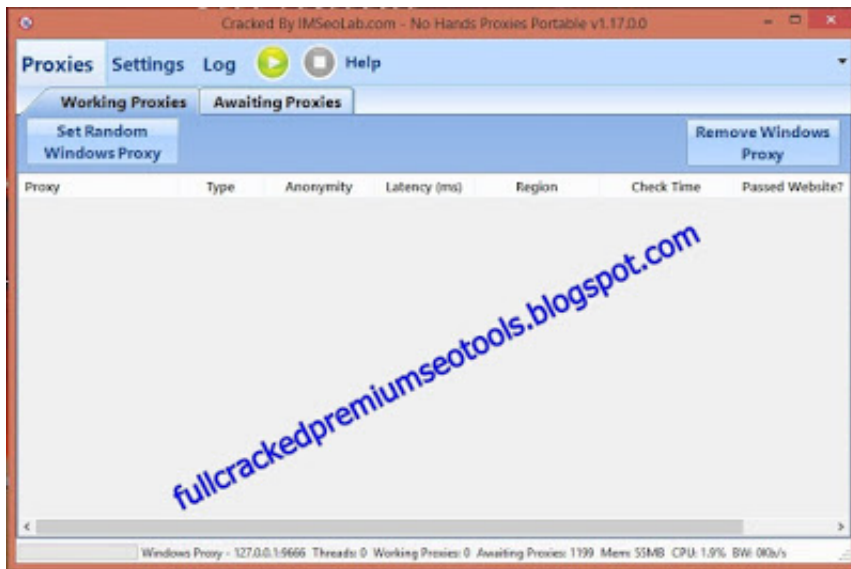 Cracked By IMSeoLab.com - No Hands Proxies Portable v1.17.0.0
Proxies Settings Log Help
Working Proxies Awaiting Proxies
Set Random
Windows Proxy
Remove Windows
Proxy
Proxy Type Anonymity Latency (ms) Region Check Time Passed Website?
fullcrackedpremiumseotools.blogspot.com
Windows Proxy - 127.0.0.1:9666 Threads: 0 Working Proxies: 0 Awaiting Proxies: 1199 Mem: 55MB CPU: 1.9% BW: 0Kb/s